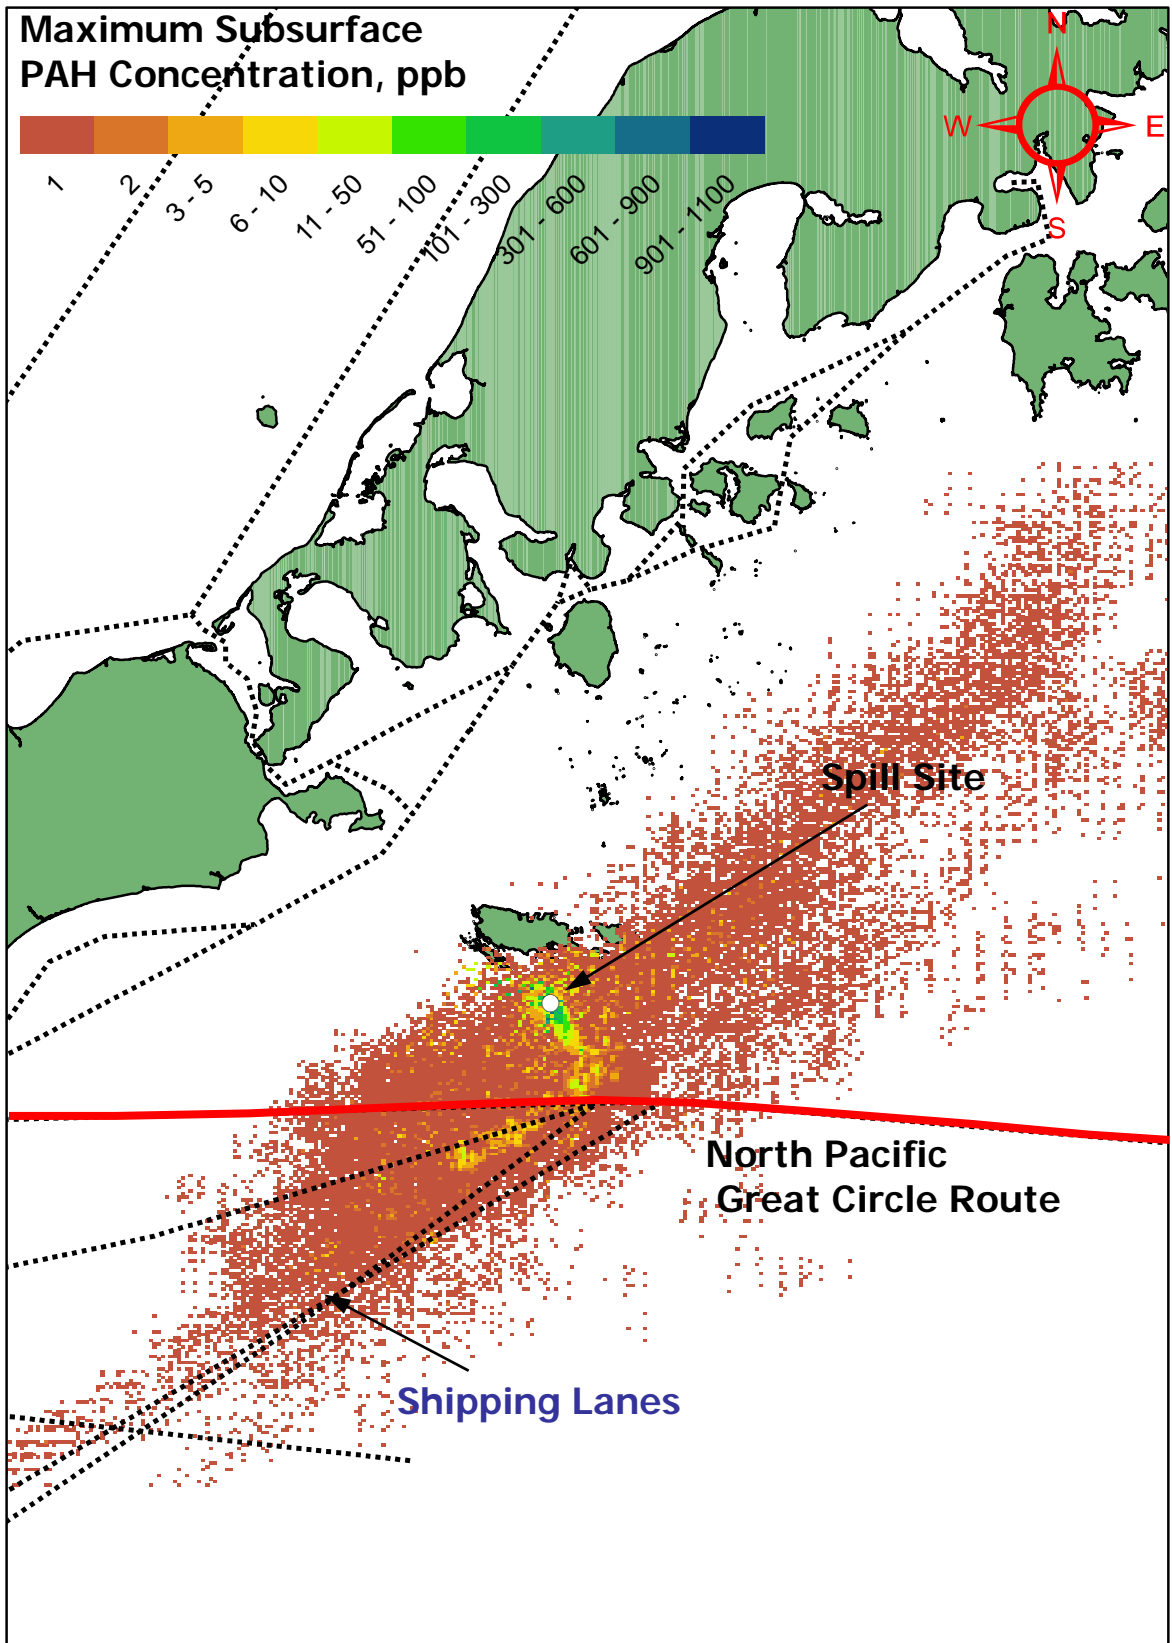 Maximum Subsurface
PAH Concentration, ppb
1
2
3 - 5
6 - 10
11 - 50
51 - 100
101 - 300
301 - 600
601 - 900
901 - 1100
N
W
E
S
Spill Site
North Pacific
Great Circle Route
Shipping Lanes